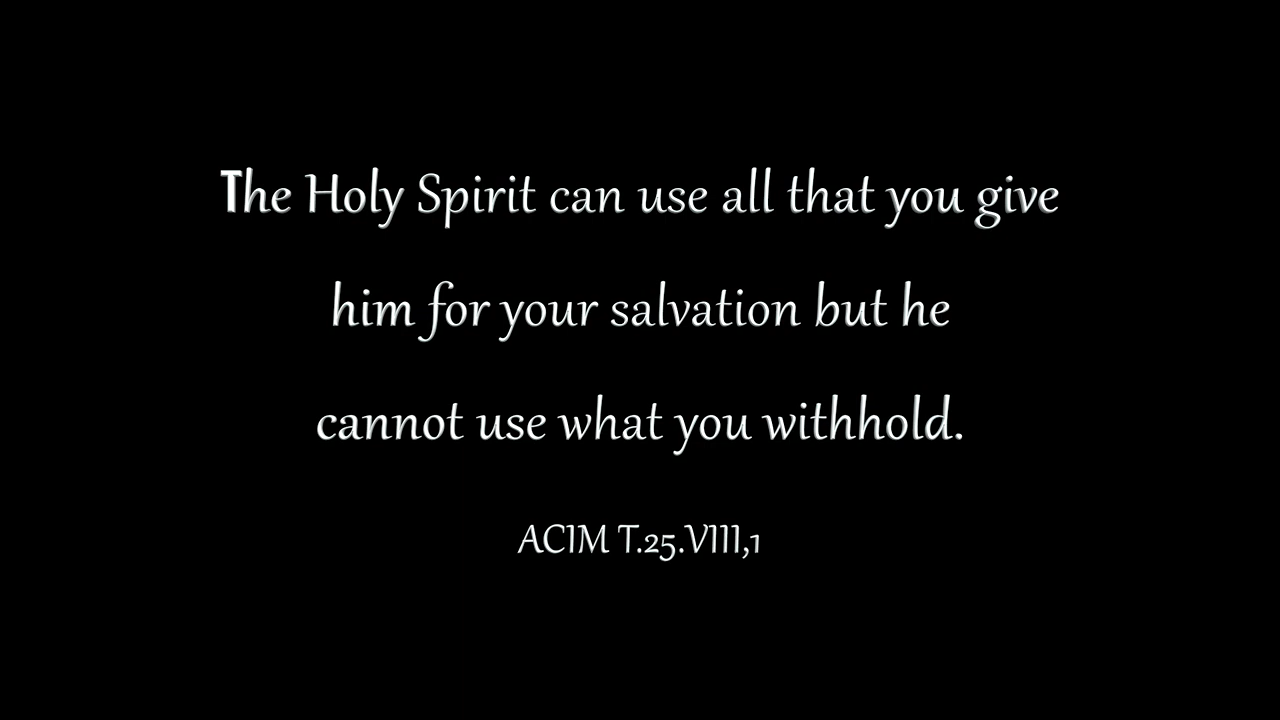 The Holy Spirit can use all that you give
him for your salvation but he
cannot use what you withhold.
ACIM T.25.VIII,1